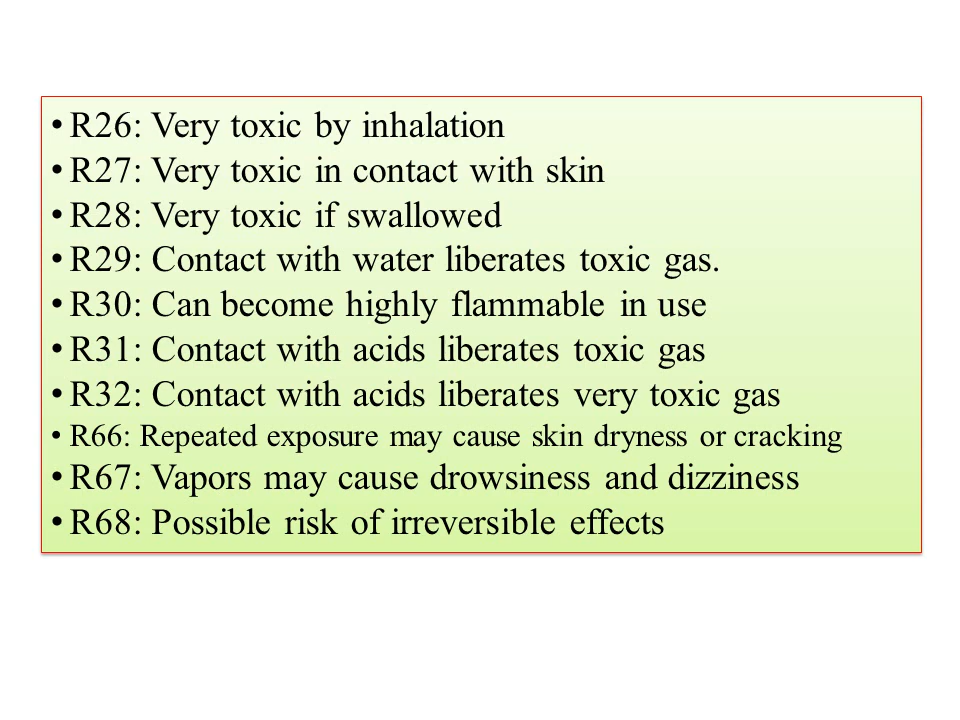 • R26: Very toxic by inhalation
• R27: Very toxic in contact with skin
• R28: Very toxic if swallowed
• R29: Contact with water liberates toxic gas.
• R30: Can become highly flammable in use
• R31: Contact with acids liberates toxic gas
• R32: Contact with acids liberates very toxic gas
• R66: Repeated exposure may cause skin dryness or cracking
• R67: Vapors may cause drowsiness and dizziness
• R68: Possible risk of irreversible effects